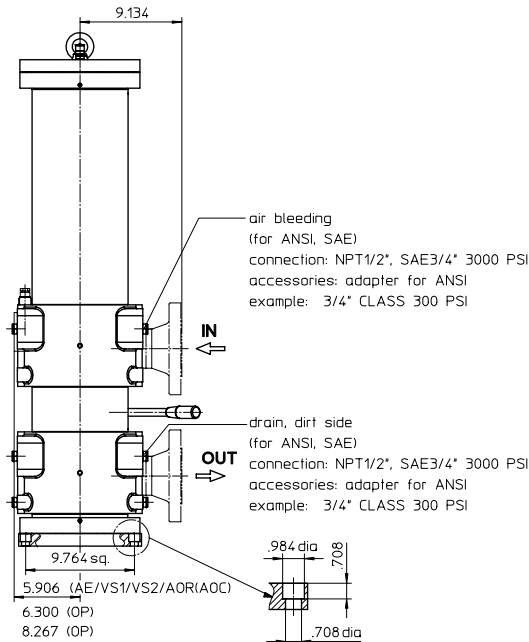 9.134
air bleeding
(for ANSI, SAE)
connection: NPT1/2", SAE3/4" 3000 PSI
accessories: adapter for ANSI
example: 3/4" CLASS 300 PSI
IN
drain, dirt side
(for ANSI, SAE)
connection: NPT1/2", SAE3/4" 3000 PSI
accessories: adapter for ANSI
example: 3/4" CLASS 300 PSI
OUT
9.764 sq.
5.906 (AE/VS1/VS2/AOR(AOC)
6.300 (OP)
8.267 (OP)
.984 dia
.708
.708 dia